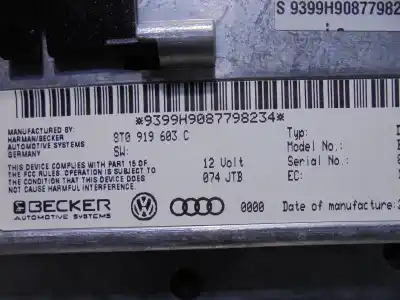 S 9399H90877982
*9399H9087798234*
MANUFACTURED BY
HARMAN/BECKER
AUTOMOTIVE SYSTEMS
GERMANY
8T0 919 603 C
SW:
Typ:
Model No.:
Serial No.:
EC:
THIS DEVICE COMPLIES WITH PART 15 OF
THE FCC RULES. OPERATION IS SUBJECT
TO THE CONDITION THAT THIS DEVICE
DOES NOT CAUSE HARMFUL INTERFERENCE
12 Volt
074 JTB
BECKER
AUTOMOTIVE SYSTEMS
Audi
0000
Date of manufacture: